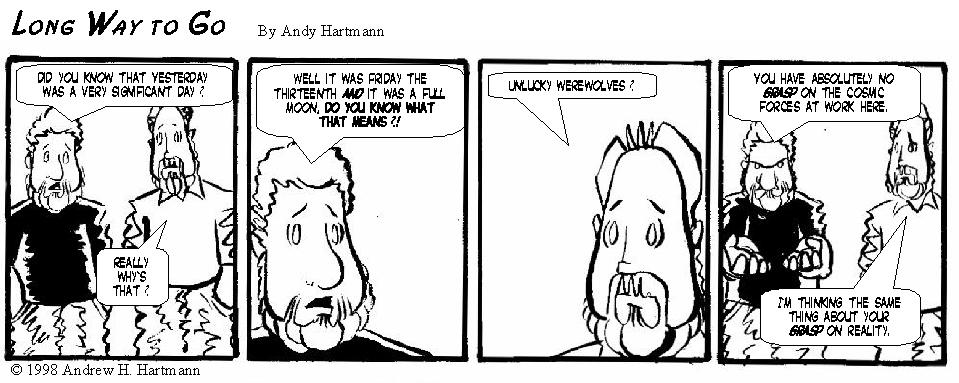 LONG WAY TO GO
By Andy Hartmann
DID YOU KNOW THAT YESTERDAY
WAS A VERY SIGNIFICANT DAY ?
REALLY
WHY'S
THAT ?
WELL IT WAS FRIDAY THE
THIRTEENTH AND IT WAS A FULL
MOON, DO YOU KNOW WHAT
THAT MEANS ?!
UNLUCKY WEREWOLVES ?
YOU HAVE ABSOLUTELY NO
GRASP ON THE COSMIC
FORCES AT WORK HERE.
I'M THINKING THE SAME
THING ABOUT YOUR
GRASP ON REALITY.
© 1998 Andrew H. Hartmann